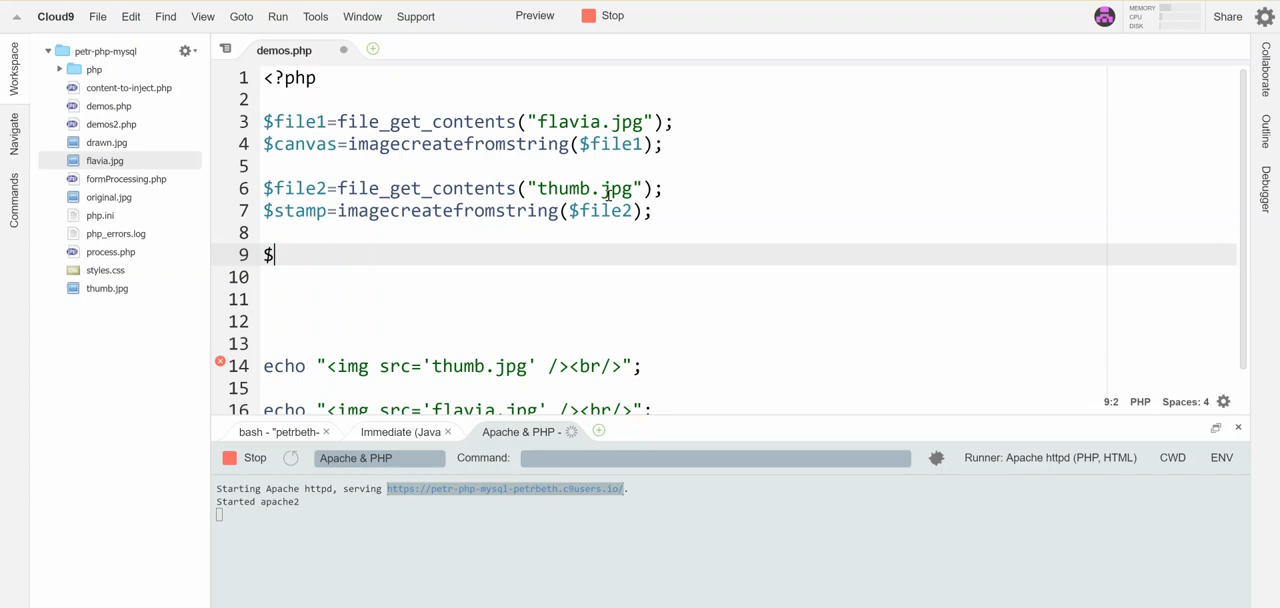 Cloud9 File Edit Find View Goto Run Tools Window Support Preview Stop MEMORY CPU DISK Share
Workspace
Navigate
Commands
petr-php-mysql
php
content-to-inject.php
demos.php
demos2.php
drawn.jpg
flavia.jpg
formProcessing.php
original.jpg
php.ini
php_errors.log
process.php
styles.css
thumb.jpg
demos.php
1 <?php
2
3 $file1=file_get_contents("flavia.jpg");
4 $canvas=imagecreatefromstring($file1);
5
6 $file2=file_get_contents("thumb.jpg");
7 $stamp=imagecreatefromstring($file2);
8
9 $
10
11
12
13
14 echo "<img src='thumb.jpg' /><br/>";
15
16 echo "<img src='flavia.jpg' /><br/>";
9:2 PHP Spaces: 4
bash - "petrbeth- Immediate (Java Apache & PHP -
Stop Apache & PHP Command: Runner: Apache httpd (PHP, HTML) CWD ENV
Starting Apache httpd, serving https://petr-php-mysql-petrbeth.c9users.io/.
Started apache2
Collaborate
Outline
Debugger